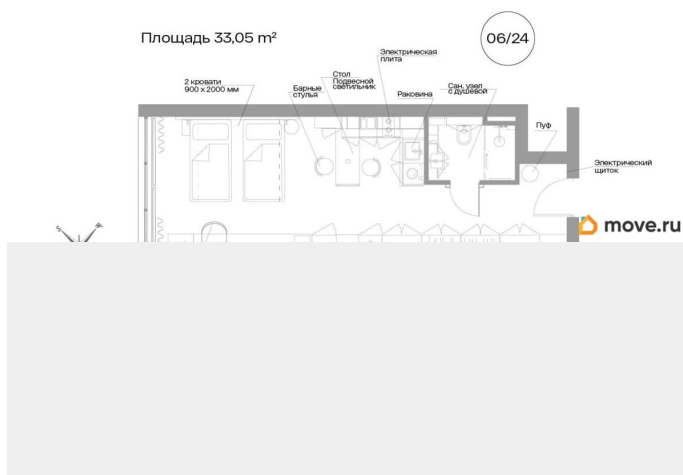 Площадь 33,05 m²
06/24
Электрическая
плита
Стол
Подвесной
светильник
2 кровати
900 x 2000 мм
Барные
стулья
Раковина
Сан. узел
с душевой
Пуф
Электрический
щиток
move.ru